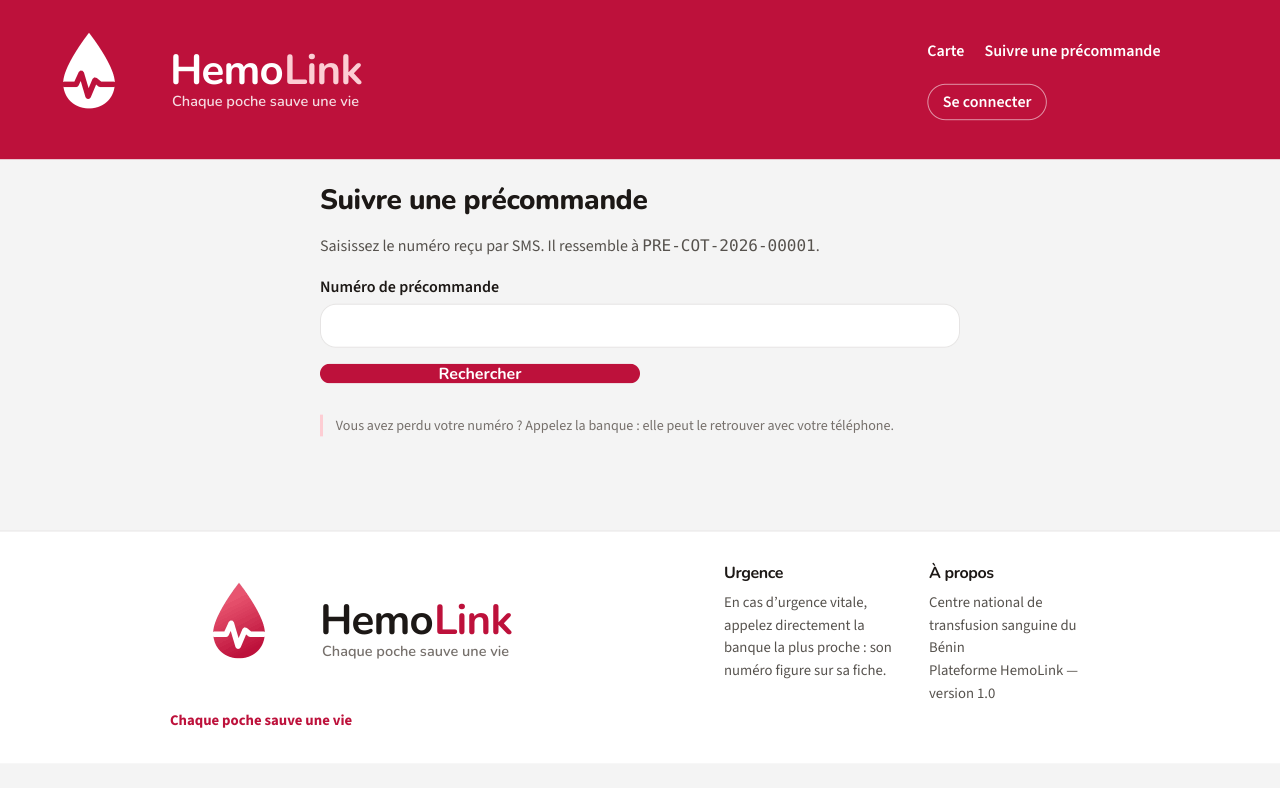 HemoLink
Chaque poche sauve une vie
Carte
Suivre une précommande
Se connecter
Suivre une précommande
Saisissez le numéro reçu par SMS. Il ressemble à PRE-COT-2026-00001.
Numéro de précommande
Rechercher
Vous avez perdu votre numéro ? Appelez la banque : elle peut le retrouver avec votre téléphone.
HemoLink
Chaque poche sauve une vie
Chaque poche sauve une vie
Urgence
En cas d’urgence vitale,
appelez directement la
banque la plus proche : son
numéro figure sur sa fiche.
À propos
Centre national de
transfusion sanguine du
Bénin
Plateforme HemoLink —
version 1.0